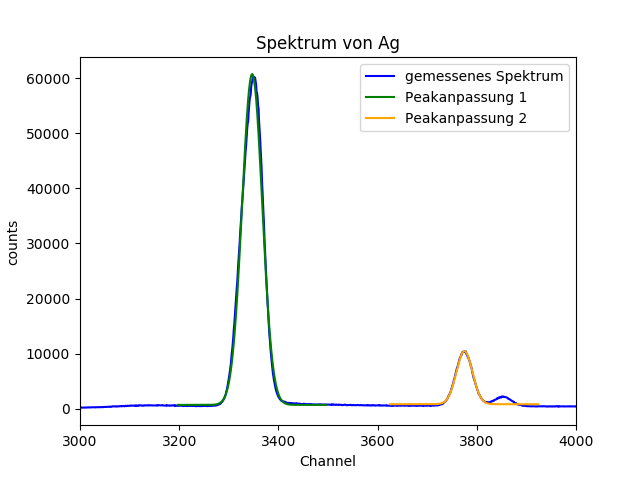 Spektrum von Ag
gemessenes Spektrum
Peakanpassung 1
Peakanpassung 2
counts
60000
50000
40000
30000
20000
10000
0
3000 3200 3400 3600 3800 4000
Channel